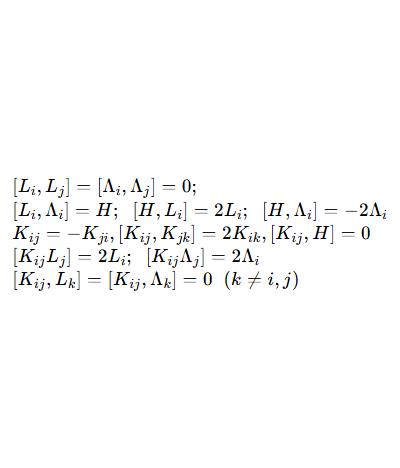 [L_i, L_j] = [Λ_i, Λ_j] = 0;
[L_i, Λ_i] = H; [H, L_i] = 2L_i; [H, Λ_i] = −2Λ_i
K_{ij} = −K_{ji}, [K_{ij}, K_{jk}] = 2K_{ik}, [K_{ij}, H] = 0
[K_{ij}L_j] = 2L_i; [K_{ij}Λ_j] = 2Λ_i
[K_{ij}, L_k] = [K_{ij}, Λ_k] = 0 (k ≠ i, j)